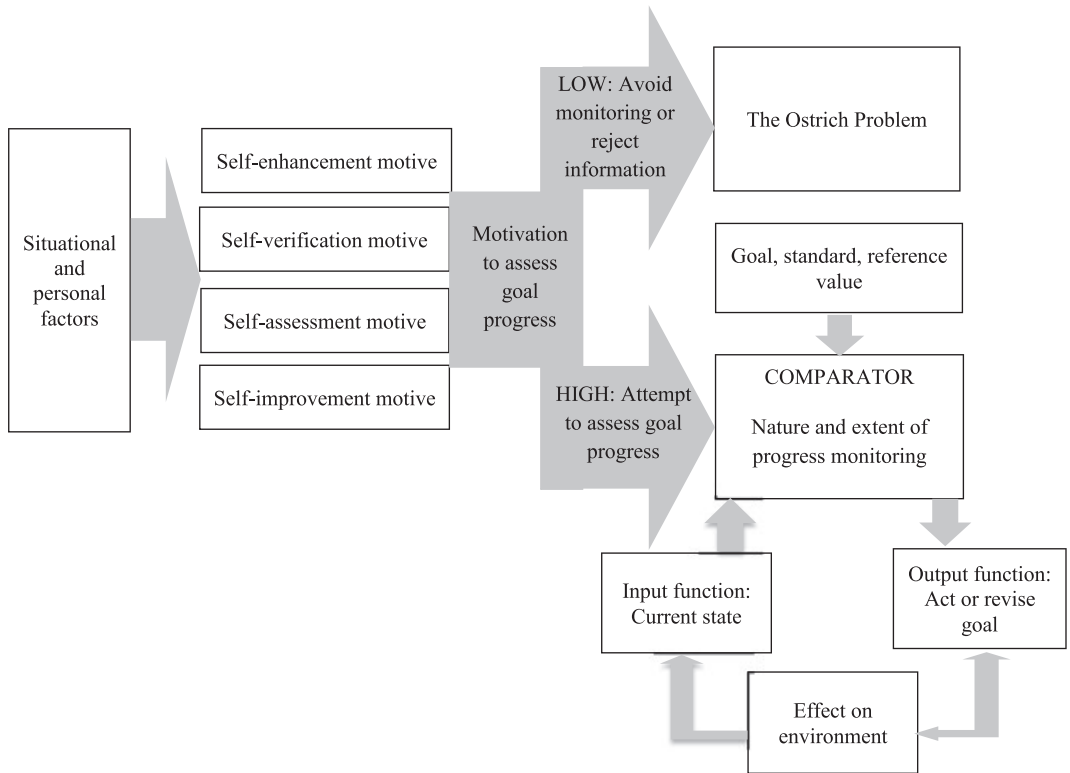 Situational
and
personal
factors
Self-enhancement motive
Self-verification motive
Self-assessment motive
Self-improvement motive
Motivation
to assess
goal
progress
LOW: Avoid
monitoring or
reject
information
The Ostrich Problem
HIGH: Attempt
to assess goal
progress
Goal, standard, reference
value
COMPARATOR
Nature and extent of
progress monitoring
Input function:
Current state
Output function:
Act or revise
goal
Effect on
environment